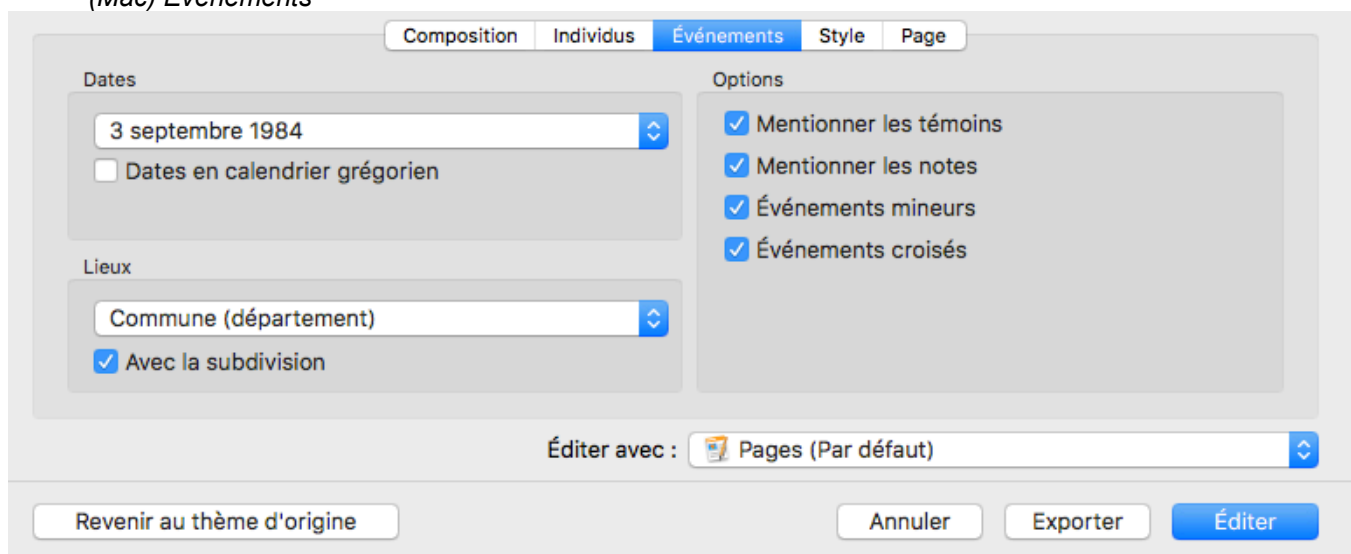 (Mac) Evénements
Composition Individus Événements Style Page
Dates
3 septembre 1984
Dates en calendrier grégorien
Lieux
Commune (département)
Avec la subdivision
Options
Mentionner les témoins
Mentionner les notes
Événements mineurs
Événements croisés
Éditer avec : Pages (Par défaut)
Revenir au thème d'origine Annuler Exporter Éditer